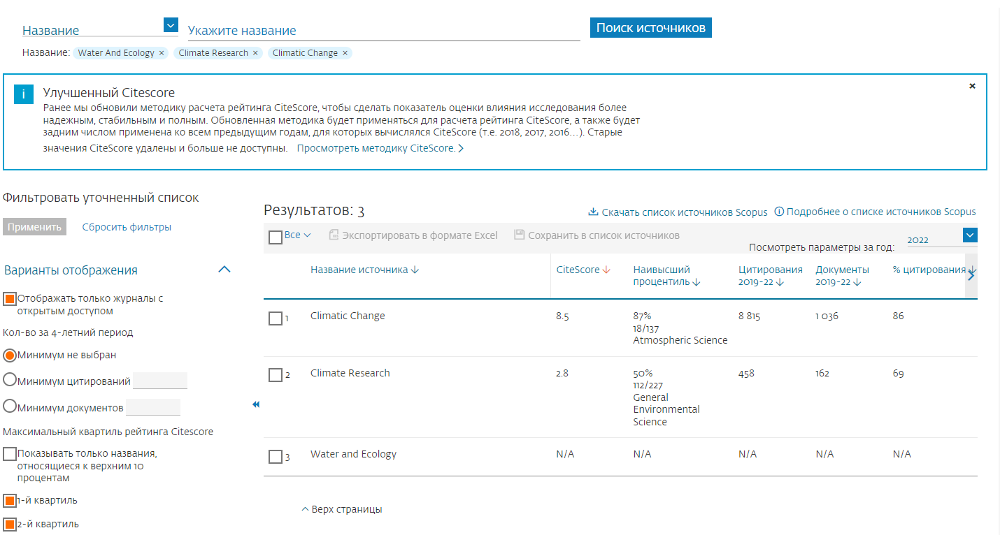 Название
Укажите название
Поиск источников
Название: Water And Ecology × Climate Research × Climatic Change ×
i
Улучшенный Citescore
×
Ранее мы обновили методику расчета рейтинга CiteScore, чтобы сделать показатель оценки влияния исследования более
надежным, стабильным и полным. Обновленная методика будет применяться для расчета рейтинга CiteScore, а также будет
задним числом применена ко всем предыдущим годам, для которых вычислялся CiteScore (т.е. 2018, 2017, 2016...). Старые
значения CiteScore удалены и больше не доступны. Просмотреть методику CiteScore.
Фильтровать уточненный список
Применить
Сбросить фильтры
Варианты отображения
Отображать только журналы с
открытым доступом
Кол-во за 4-летний период
Минимум не выбран
Минимум цитирований
Минимум документов
Максимальный квартиль рейтинга Citescore
Показывать только названия,
относящиеся к верхним 10
процентам
1-й квартиль
2-й квартиль
Результатов: 3
Скачать список источников Scopus
Подробнее о списке источников Scopus
Все
Экспортировать в формате Excel
Сохранить в список источников
Посмотреть параметры за год:
2022
Название источника
CiteScore
Наивысший
процентиль
Цитирования
2019-22
Документы
2019-22
% цитирования
1
Climatic Change
8.5
87%
18/137
Atmospheric Science
8 815
1 036
86
2
Climate Research
2.8
50%
112/227
General
Environmental
Science
458
162
69
3
Water and Ecology
N/A
N/A
N/A
N/A
N/A
Верх страницы